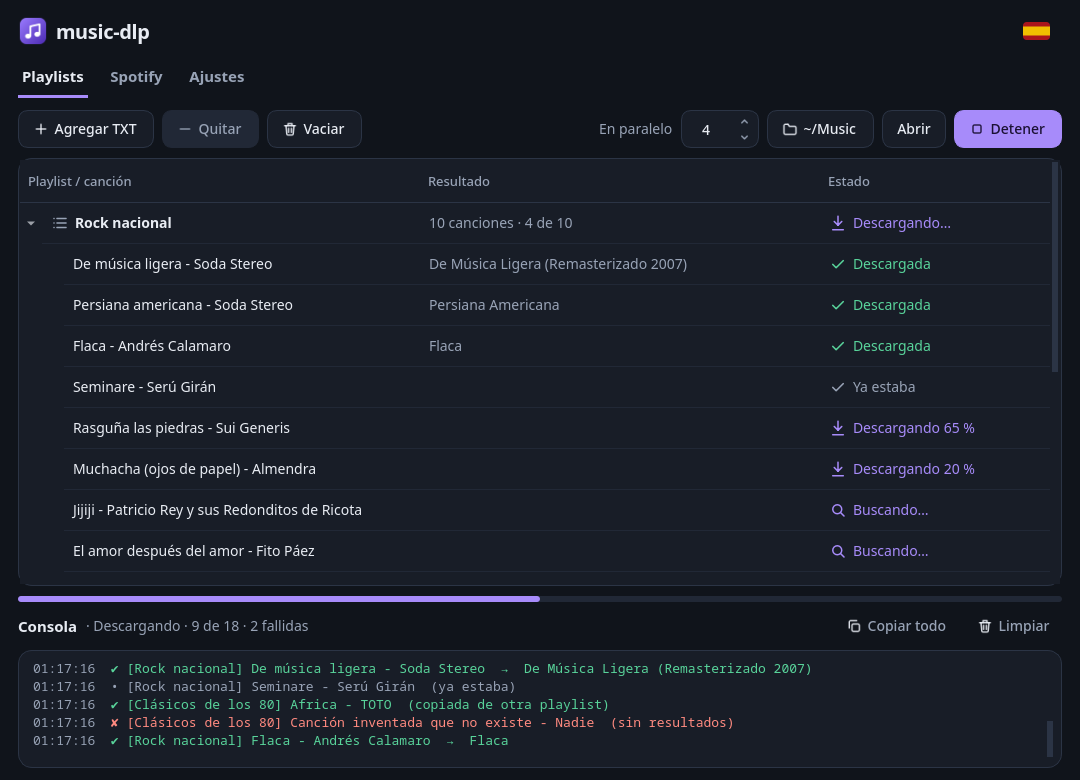 music-dlp
Playlists Spotify Ajustes
Agregar TXT Quitar Vaciar En paralelo 4 ~/Music Abrir Detener
Playlist / canción Resultado Estado
Rock nacional 10 canciones · 4 de 10 Descargando...
De música ligera - Soda Stereo De Música Ligera (Remasterizado 2007) Descargada
Persiana americana - Soda Stereo Persiana Americana Descargada
Flaca - Andrés Calamaro Flaca Descargada
Seminare - Serú Girán Ya estaba
Rasguña las piedras - Sui Generis Descargando 65 %
Muchacha (ojos de papel) - Almendra Descargando 20 %
Jijiji - Patricio Rey y sus Redonditos de Ricota Buscando...
El amor después del amor - Fito Páez Buscando...
Consola · Descargando · 9 de 18 · 2 fallidas Copiar todo Limpiar
01:17:16 ✔ [Rock nacional] De música ligera - Soda Stereo → De Música Ligera (Remasterizado 2007)
01:17:16 • [Rock nacional] Seminare - Serú Girán (ya estaba)
01:17:16 ✔ [Clásicos de los 80] Africa - TOTO (copiada de otra playlist)
01:17:16 ✘ [Clásicos de los 80] Canción inventada que no existe - Nadie (sin resultados)
01:17:16 ✔ [Rock nacional] Flaca - Andrés Calamaro → Flaca